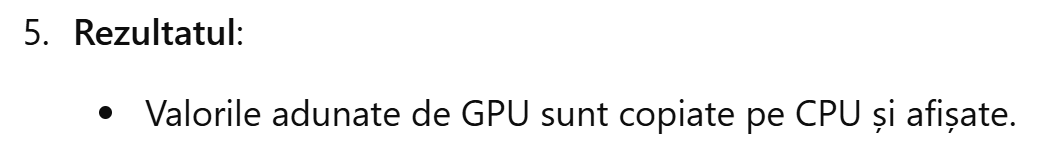 5. Rezultatul:
• Valorile adunate de GPU sunt copiate pe CPU și afișate.